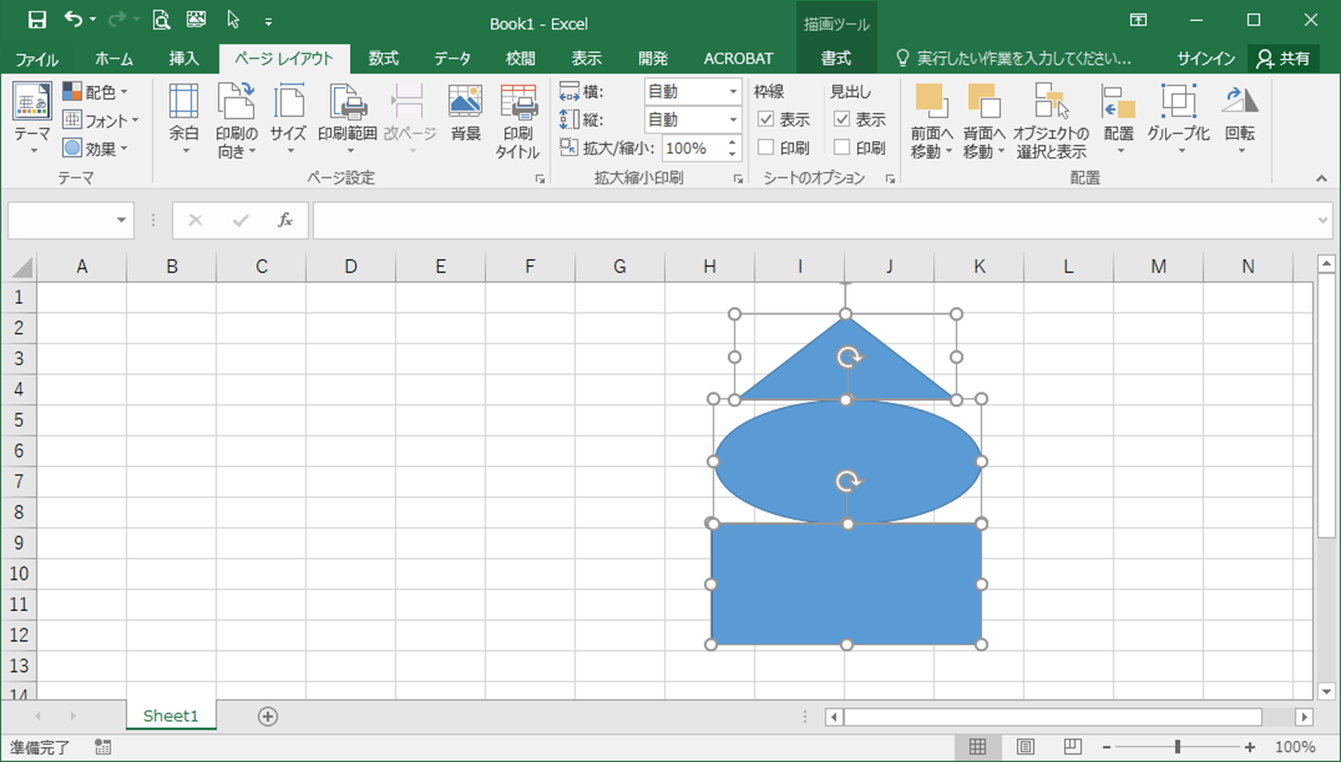 Book1 - Excel
描画ツール
ファイル ホーム 挿入 ページ レイアウト 数式 データ 校閲 表示 開発 ACROBAT 書式 実行したい作業を入力してください... サインイン 共有
テーマ
配色
フォント
効果
テーマ
余白
印刷の
向き
サイズ
印刷範囲
改ページ
背景
印刷
タイトル
ページ設定
横: 自動
縦: 自動
拡大/縮小: 100%
拡大縮小印刷
枠線 見出し
表示 表示
印刷 印刷
シートのオプション
前面へ
移動
背面へ
移動
オブジェクトの
選択と表示
配置
グループ化
回転
配置
fx
A B C D E F G H I J K L M N
1
2
3
4
5
6
7
8
9
10
11
12
13
14
Sheet1
準備完了 100%